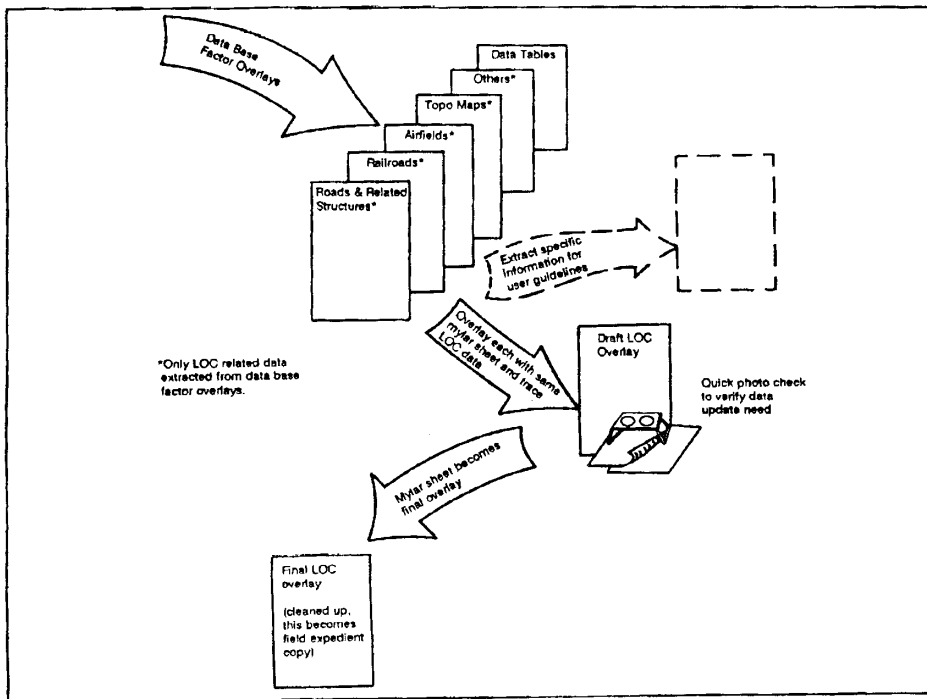 Data Base
Factor Overlays
Data Tables
Others*
Topo Maps*
Airfields*
Railroads*
Roads & Related
Structures*
Extract specific
Information for
user guidelines
Overlay each with same
mylar sheet and trace
LOC data
Draft LOC
Overlay
*Only LOC related data
extracted from data base
factor overlays.
Quick photo check
to verify data
update need
Mylar sheet becomes
final overlay
Final LOC
overlay
(cleaned up,
this becomes
field expedient
copy)